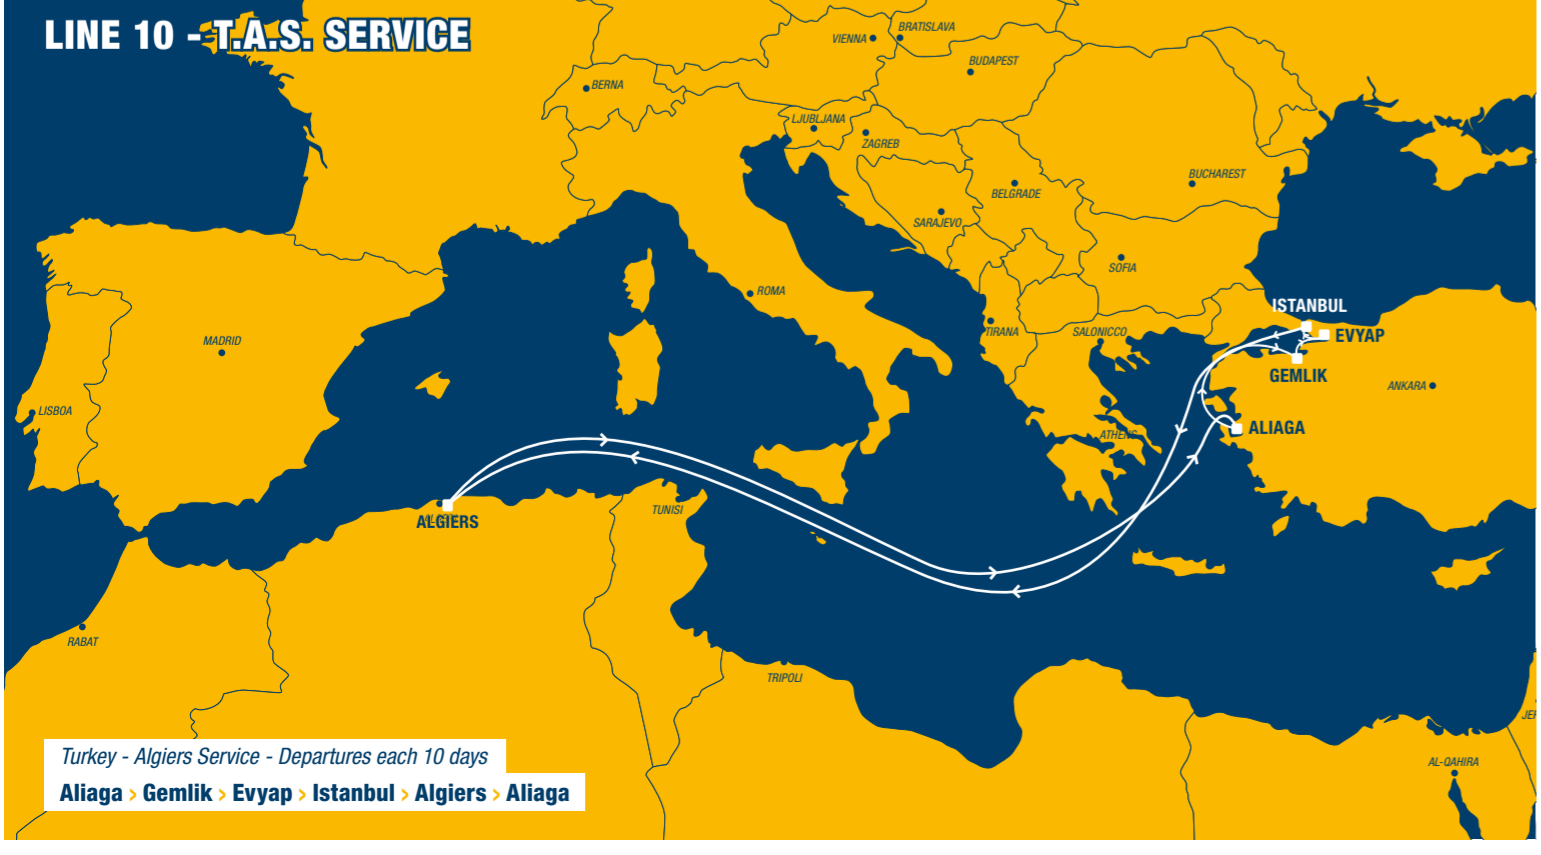 LINE 10 - T.A.S. SERVICE
VIENNA
BRATISLAVA
BUDAPEST
BERNA
LJUBLJANA
ZAGREB
BUCHAREST
BELGRADE
SARAJEVO
SOFIA
ROMA
ISTANBUL
TIRANA
SALONICCO
EVYAP
MADRID
GEMLIK
ANKARA
LISBOA
ATHENS
ALIAGA
TUNISI
ALGIERS
RABAT
TRIPOLI
AL-QAHIRA
Turkey - Algiers Service - Departures each 10 days
Aliaga › Gemlik › Evyap › Istanbul › Algiers › Aliaga